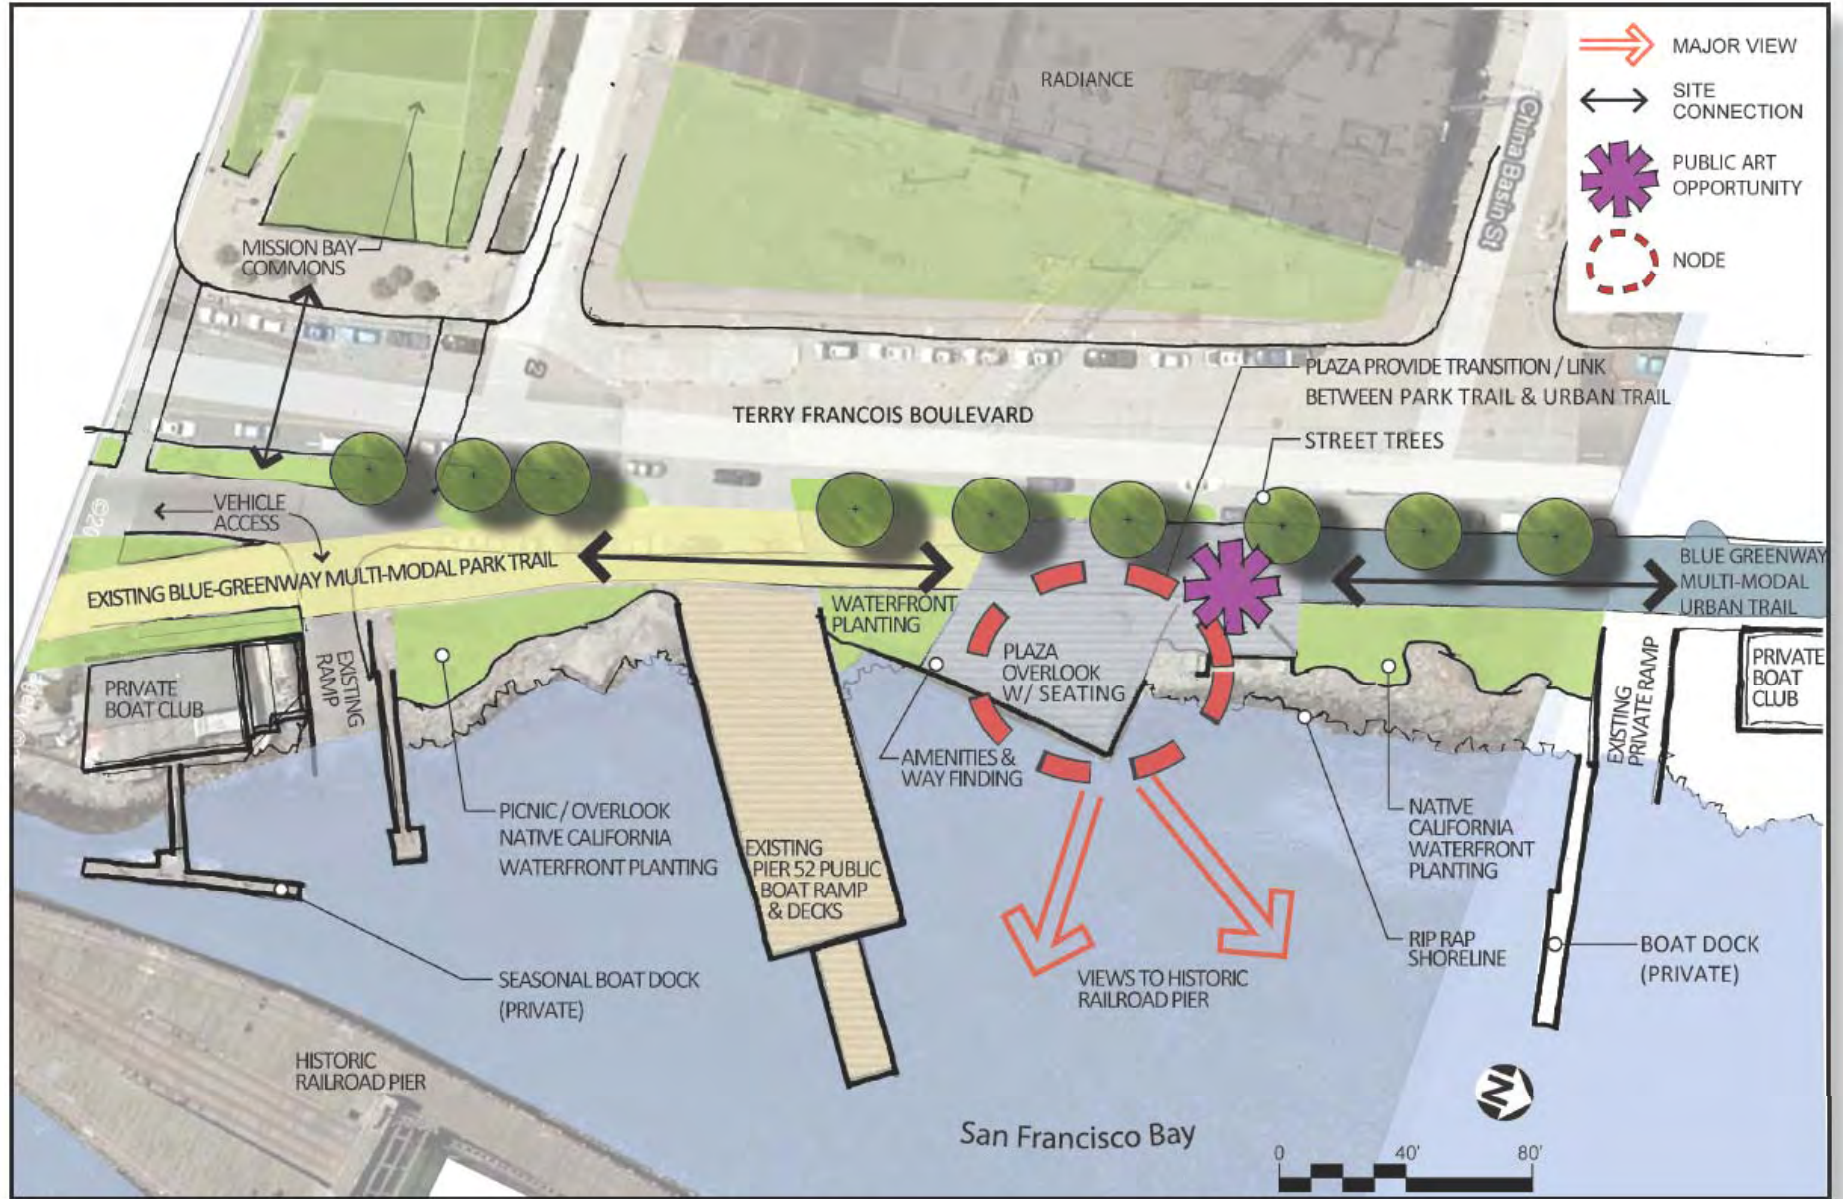 RADIANCE
MAJOR VIEW
SITE
CONNECTION
PUBLIC ART
OPPORTUNITY
NODE
China Basin St
MISSION BAY
COMMONS
PLAZA PROVIDE TRANSITION / LINK
BETWEEN PARK TRAIL & URBAN TRAIL
TERRY FRANCOIS BOULEVARD
STREET TREES
VEHICLE
ACCESS
EXISTING BLUE-GREENWAY MULTI-MODAL PARK TRAIL
BLUE GREENWAY
MULTI-MODAL
URBAN TRAIL
WATERFRONT
PLANTING
PLAZA
OVERLOOK
W/ SEATING
PRIVATE
BOAT CLUB
EXISTING
RAMP
EXISTING
PRIVATE RAMP
PRIVATE
BOAT
CLUB
AMENITIES &
WAY FINDING
PICNIC / OVERLOOK
NATIVE CALIFORNIA
WATERFRONT PLANTING
EXISTING
PIER 52 PUBLIC
BOAT RAMP
& DECKS
NATIVE
CALIFORNIA
WATERFRONT
PLANTING
RIP RAP
SHORELINE
BOAT DOCK
(PRIVATE)
SEASONAL BOAT DOCK
(PRIVATE)
VIEWS TO HISTORIC
RAILROAD PIER
HISTORIC
RAILROAD PIER
San Francisco Bay
N
0 40' 80'